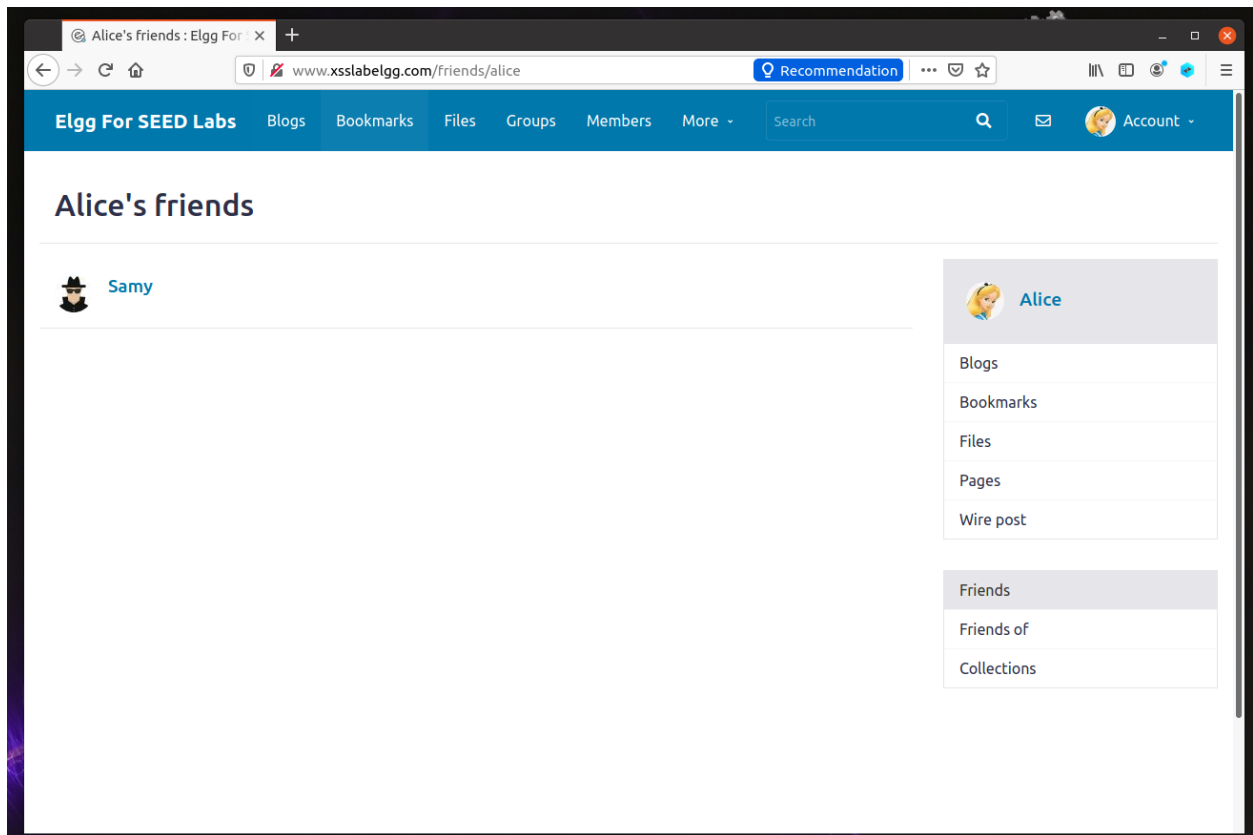 Alice's friends : Elgg For S
www.xsslabelgg.com/friends/alice
Recommendation
Elgg For SEED Labs Blogs Bookmarks Files Groups Members More Search Account
Alice's friends
Samy
Alice
Blogs
Bookmarks
Files
Pages
Wire post
Friends
Friends of
Collections